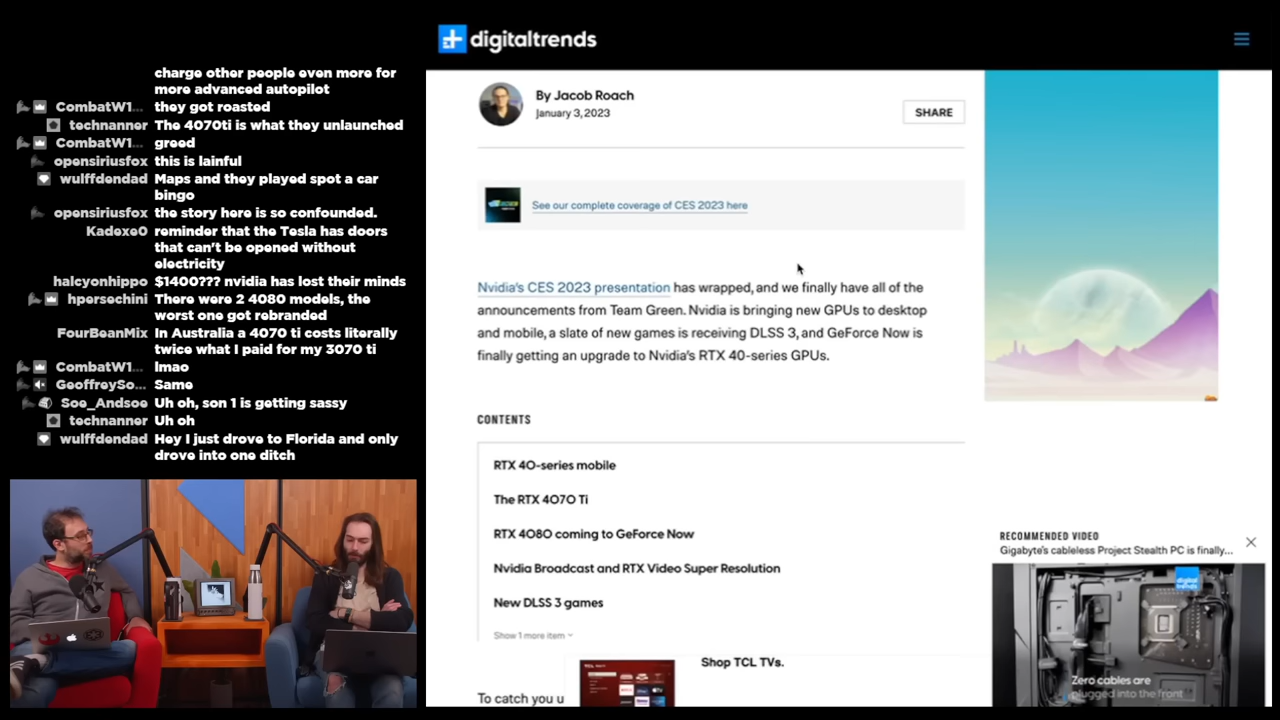 charge other people even more for
more advanced autopilot
CombatW1... they got roasted
technanner The 4070ti is what they unlaunched
CombatW1... greed
opensiriusfox this is lainful
wulffdendad Maps and they played spot a car
bingo
opensiriusfox the story here is so confounded.
Kadexe0 reminder that the Tesla has doors
that can't be opened without
electricity
halcyonhippo $1400??? nvidia has lost their minds
hpersechini There were 2 4080 models, the
worst one got rebranded
FourBeanMix In Australia a 4070 ti costs literally
twice what I paid for my 3070 ti
CombatW1... lmao
GeoffreySo... Same
Soe_Andsoe Uh oh, son 1 is getting sassy
technanner Uh oh
wulffdendad Hey I just drove to Florida and only
drove into one ditch
digitaltrends
By Jacob Roach
January 3, 2023
SHARE
See our complete coverage of CES 2023 here
Nvidia's CES 2023 presentation has wrapped, and we finally have all of the
announcements from Team Green. Nvidia is bringing new GPUs to desktop
and mobile, a slate of new games is receiving DLSS 3, and GeForce Now is
finally getting an upgrade to Nvidia's RTX 40-series GPUs.
CONTENTS
RTX 40-series mobile
The RTX 4070 Ti
RTX 4080 coming to GeForce Now
Nvidia Broadcast and RTX Video Super Resolution
New DLSS 3 games
Show 1 more item
To catch you u
Shop TCL TVs.
RECOMMENDED VIDEO
Gigabyte's cableless Project Stealth PC is finally...
digital
trends
Zero cables are
plugged into the front